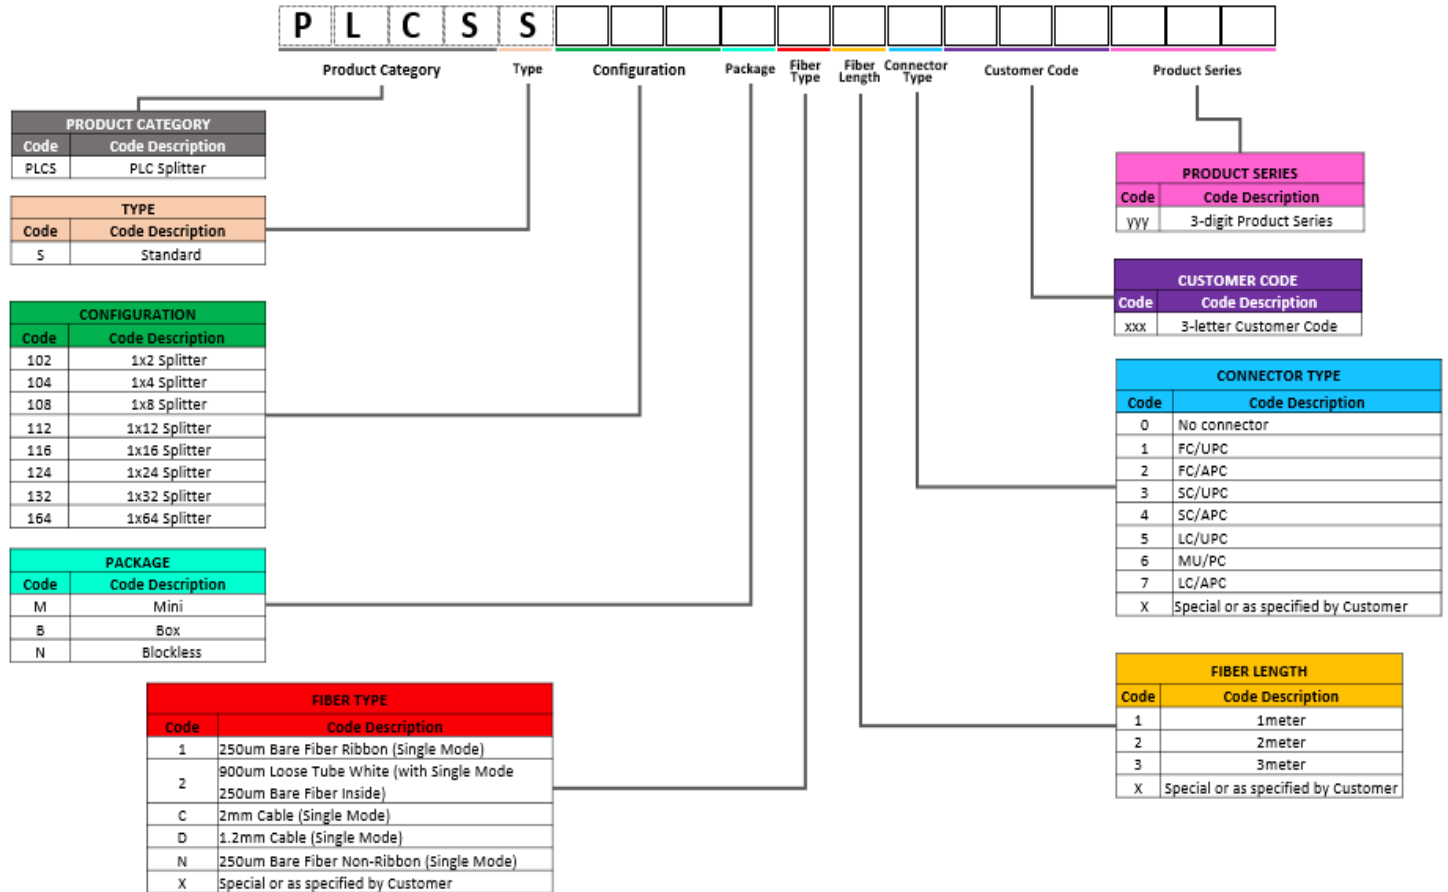 P L C S S
Product Category Type Configuration Package Fiber Type Fiber Length Connector Type Customer Code Product Series
PRODUCT CATEGORY
Code Code Description
PLCS PLC Splitter
TYPE
Code Code Description
S Standard
CONFIGURATION
Code Code Description
102 1x2 Splitter
104 1x4 Splitter
108 1x8 Splitter
112 1x12 Splitter
116 1x16 Splitter
124 1x24 Splitter
132 1x32 Splitter
164 1x64 Splitter
PACKAGE
Code Code Description
M Mini
B Box
N Blockless
FIBER TYPE
Code Code Description
1 250um Bare Fiber Ribbon (Single Mode)
2 900um Loose Tube White (with Single Mode
250um Bare Fiber Inside)
C 2mm Cable (Single Mode)
D 1.2mm Cable (Single Mode)
N 250um Bare Fiber Non-Ribbon (Single Mode)
X Special or as specified by Customer
PRODUCT SERIES
Code Code Description
yyy 3-digit Product Series
CUSTOMER CODE
Code Code Description
xxx 3-letter Customer Code
CONNECTOR TYPE
Code Code Description
0 No connector
1 FC/UPC
2 FC/APC
3 SC/UPC
4 SC/APC
5 LC/UPC
6 MU/PC
7 LC/APC
X Special or as specified by Customer
FIBER LENGTH
Code Code Description
1 1meter
2 2meter
3 3meter
X Special or as specified by Customer